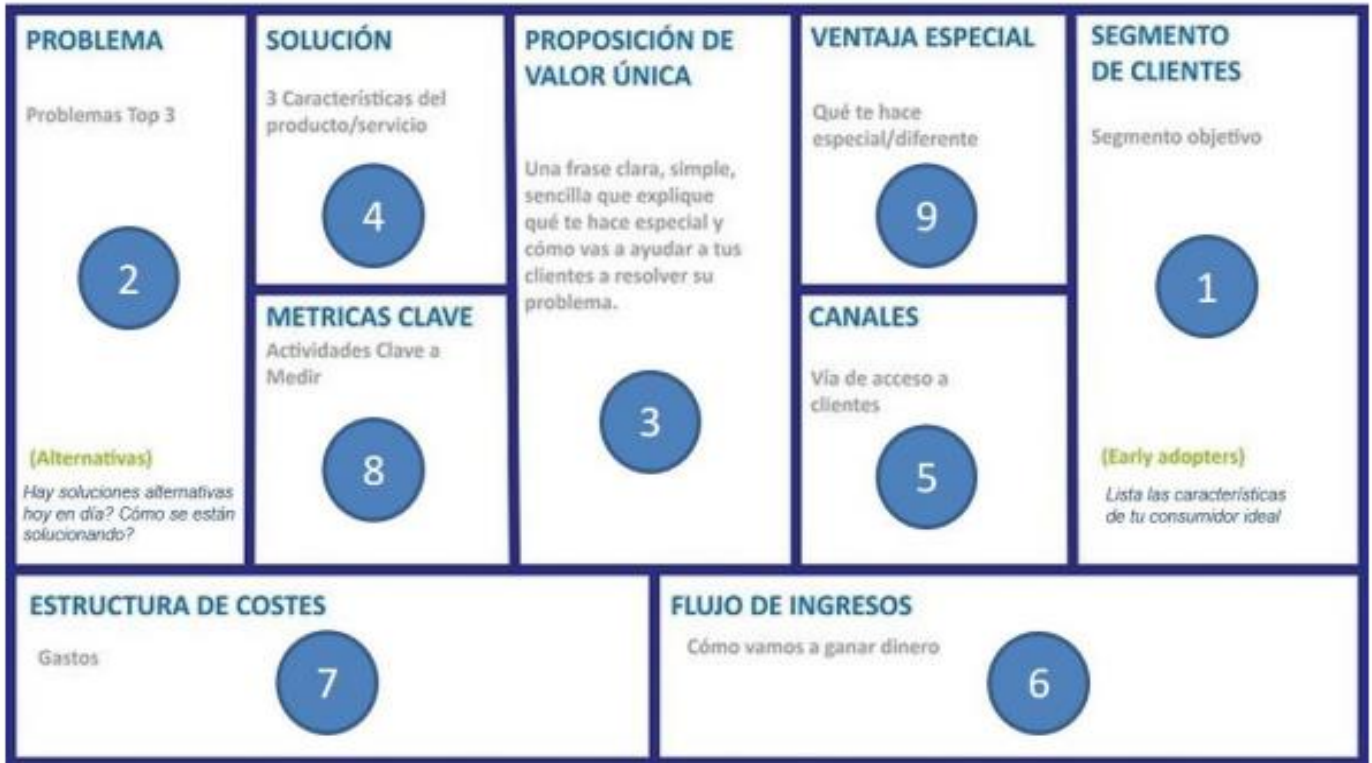 PROBLEMA
Problemas Top 3
2
(Alternativas)
Hay soluciones alternativas
hoy en día? Cómo se están
solucionando?
SOLUCIÓN
3 Características del
producto/servicio
4
METRICAS CLAVE
Actividades Clave a
Medir
8
PROPOSICIÓN DE
VALOR ÚNICA
Una frase clara, simple,
sencilla que explique
qué te hace especial y
cómo vas a ayudar a tus
clientes a resolver su
problema.
3
VENTAJA ESPECIAL
Qué te hace
especial/diferente
9
CANALES
Vía de acceso a
clientes
5
SEGMENTO
DE CLIENTES
Segmento objetivo
1
(Early adopters)
Lista las características
de tu consumidor ideal
ESTRUCTURA DE COSTES
Gastos
7
FLUJO DE INGRESOS
Cómo vamos a ganar dinero
6